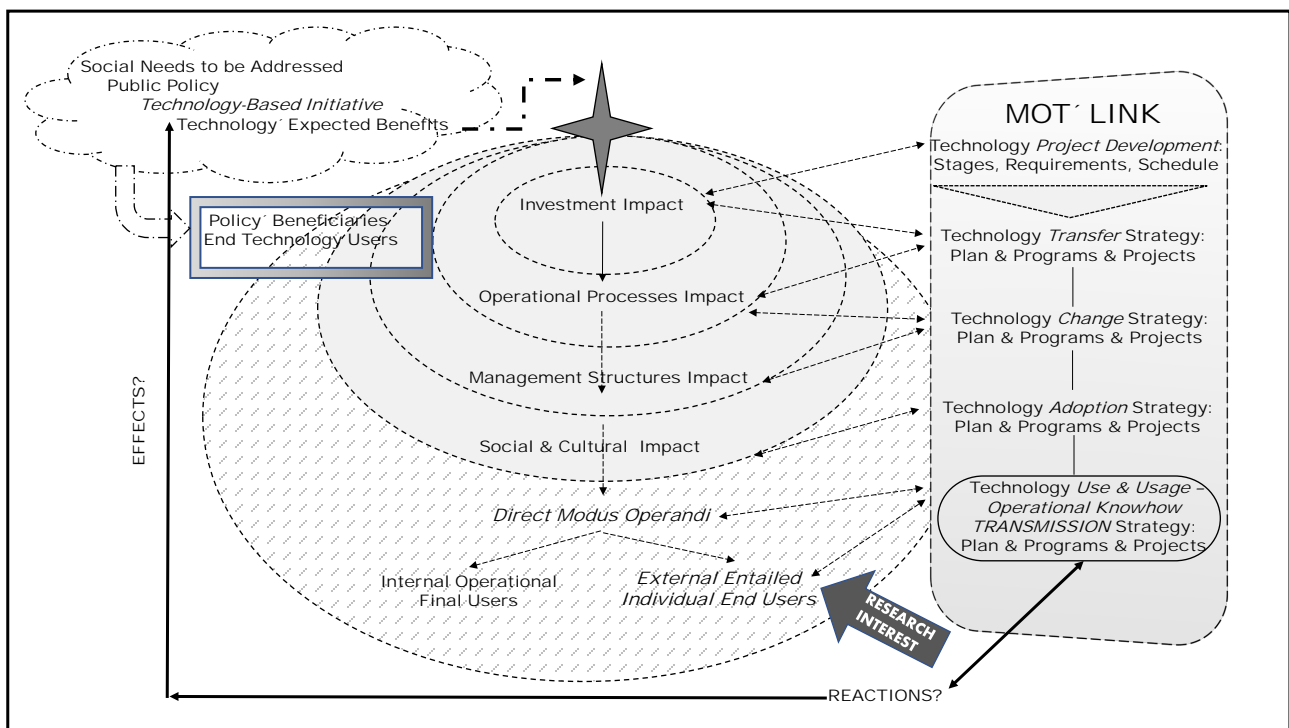 Social Needs to be Addressed
Public Policy
Technology-Based Initiative
Technology´ Expected Benefits
Policy´ Beneficiaries
End Technology Users
Investment Impact
Operational Processes Impact
Management Structures Impact
Social & Cultural Impact
Direct Modus Operandi
Internal Operational
Final Users
External Entailed
Individual End Users
RESEARCH
INTEREST
EFFECTS?
REACTIONS?
MOT´ LINK
Technology Project Development:
Stages, Requirements, Schedule
Technology Transfer Strategy:
Plan & Programs & Projects
Technology Change Strategy:
Plan & Programs & Projects
Technology Adoption Strategy:
Plan & Programs & Projects
Technology Use & Usage –
Operational Knowhow
TRANSMISSION Strategy:
Plan & Programs & Projects